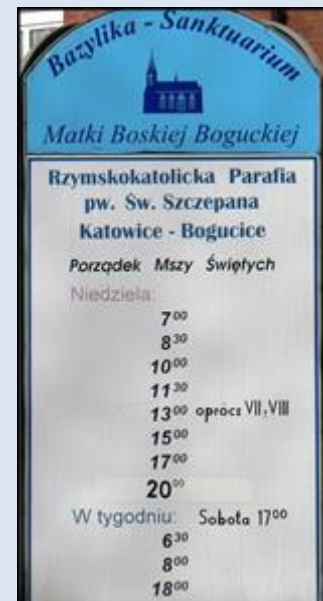 Bazylika - Sanktuarium
Matki Boskiej Boguckiej
Rzymskokatolicka Parafia
pw. Św. Szczepana
Katowice - Bogucice
Porządek Mszy Świętych
Niedziela:
7⁰⁰
8³⁰
10⁰⁰
11³⁰
13⁰⁰ oprócz VII, VIII
15⁰⁰
17⁰⁰
20⁰⁰
W tygodniu: Sobota 17⁰⁰
6³⁰
8⁰⁰
18⁰⁰